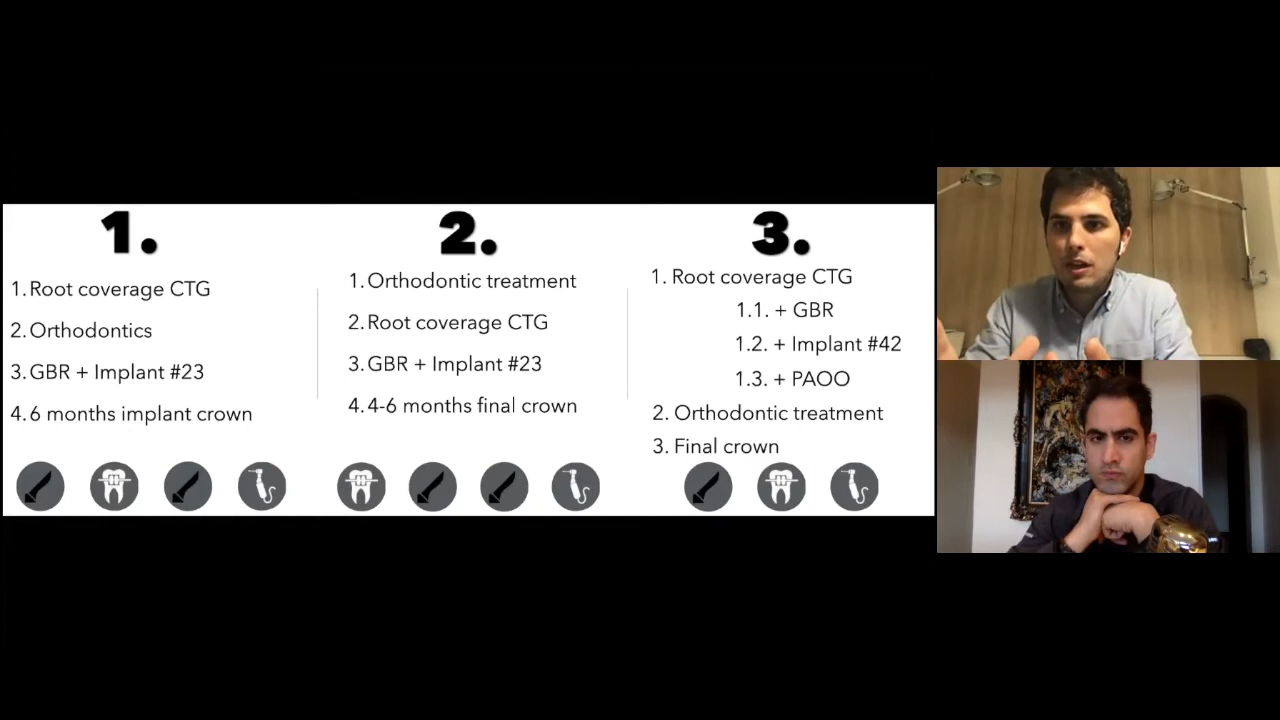 1.
1. Root coverage CTG
2. Orthodontics
3. GBR + Implant #23
4. 6 months implant crown
2.
1. Orthodontic treatment
2. Root coverage CTG
3. GBR + Implant #23
4. 4-6 months final crown
3.
1. Root coverage CTG
1.1. + GBR
1.2. + Implant #42
1.3. + PAOO
2. Orthodontic treatment
3. Final crown